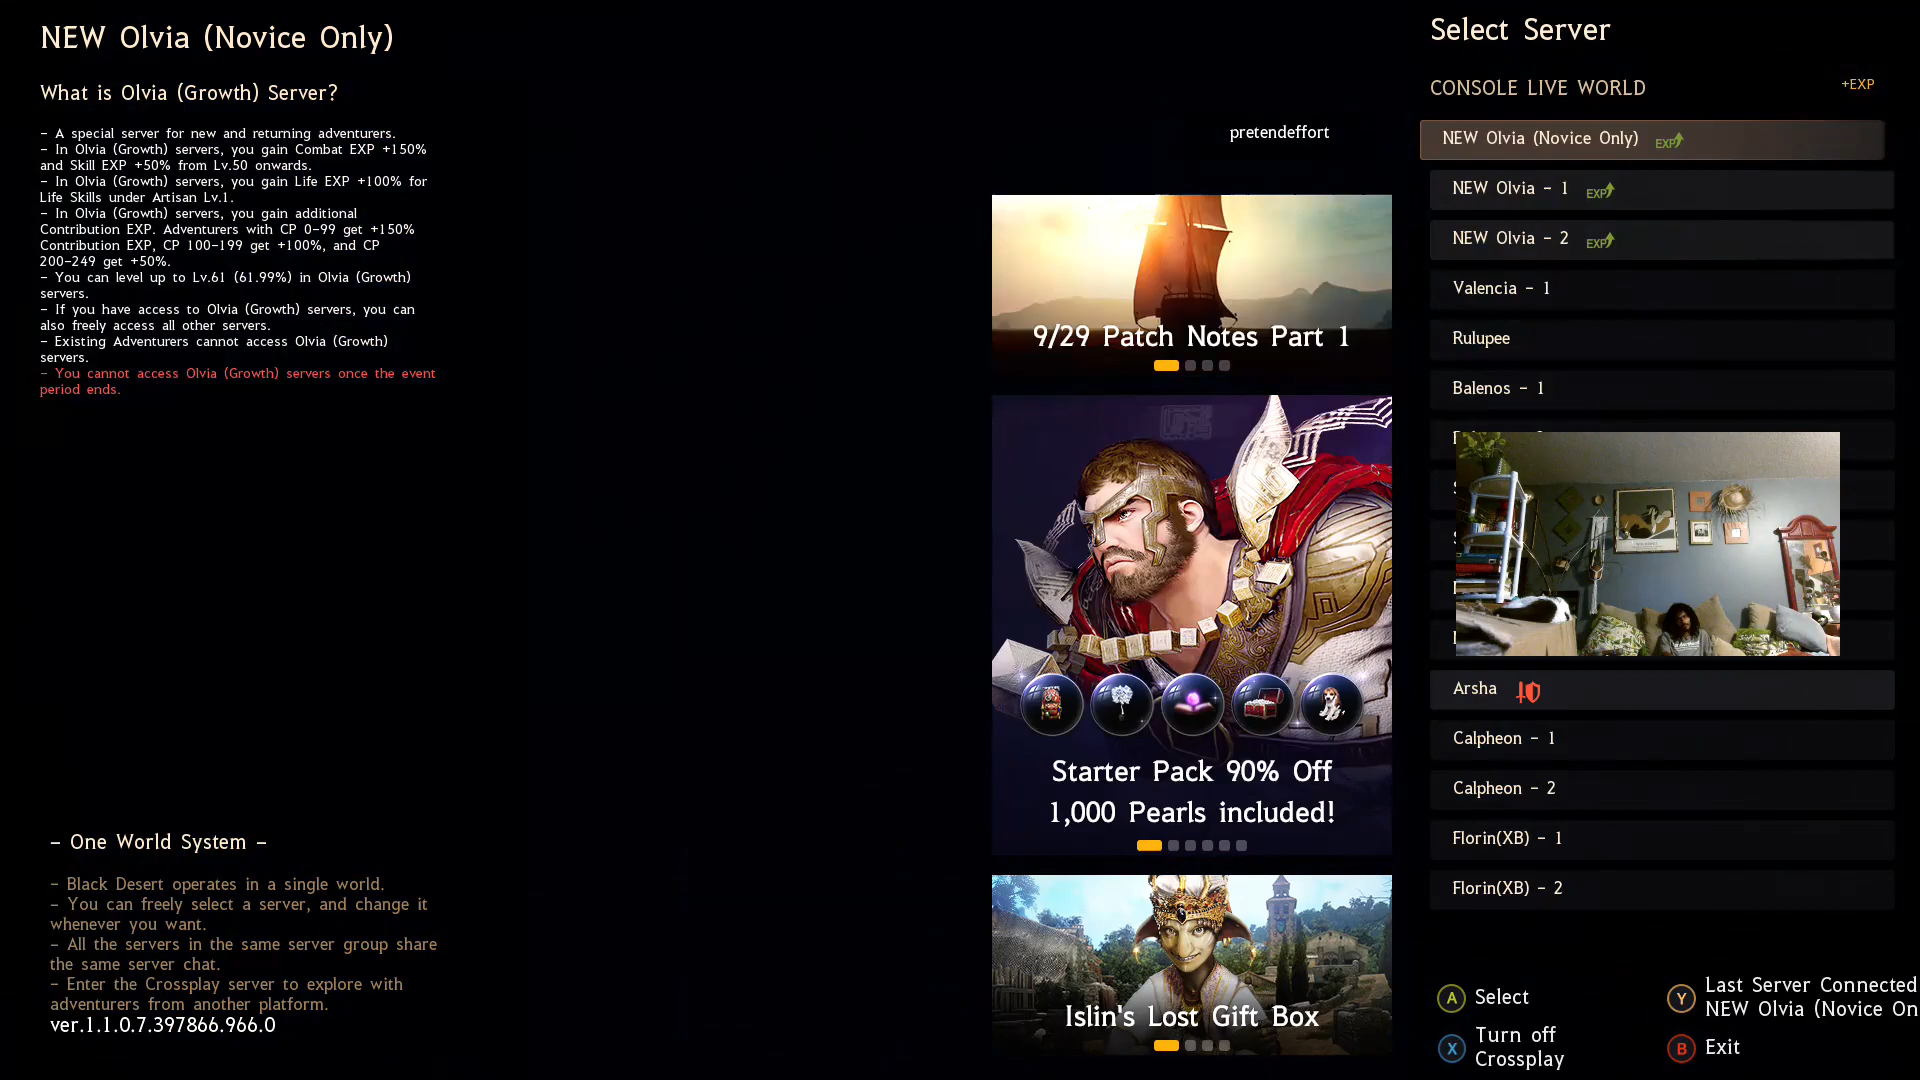 NEW Olvia (Novice Only)
What is Olvia (Growth) Server?
- A special server for new and returning adventurers.
- In Olvia (Growth) servers, you gain Combat EXP +150%
and Skill EXP +50% from Lv.50 onwards.
- In Olvia (Growth) servers, you gain Life EXP +100% for
Life Skills under Artisan Lv.1.
- In Olvia (Growth) servers, you gain additional
Contribution EXP. Adventurers with CP 0-99 get +150%
Contribution EXP, CP 100-199 get +100%, and CP
200-249 get +50%.
- You can level up to Lv.61 (61.99%) in Olvia (Growth)
servers.
- If you have access to Olvia (Growth) servers, you can
also freely access all other servers.
- Existing Adventurers cannot access Olvia (Growth)
servers.
- You cannot access Olvia (Growth) servers once the event
period ends.
- One World System -
- Black Desert operates in a single world.
- You can freely select a server, and change it
whenever you want.
- All the servers in the same server group share
the same server chat.
- Enter the Crossplay server to explore with
adventurers from another platform.
ver.1.1.0.7.397866.966.0
pretendeffort
9/29 Patch Notes Part 1
Starter Pack 90% Off
1,000 Pearls included!
Islin's Lost Gift Box
Select Server
CONSOLE LIVE WORLD +EXP
NEW Olvia (Novice Only) EXP
NEW Olvia - 1 EXP
NEW Olvia - 2 EXP
Valencia - 1
Rulupee
Balenos - 1
Arsha
Calpheon - 1
Calpheon - 2
Florin(XB) - 1
Florin(XB) - 2
A Select
Y Last Server Connected
NEW Olvia (Novice On
X Turn off
Crossplay
B Exit